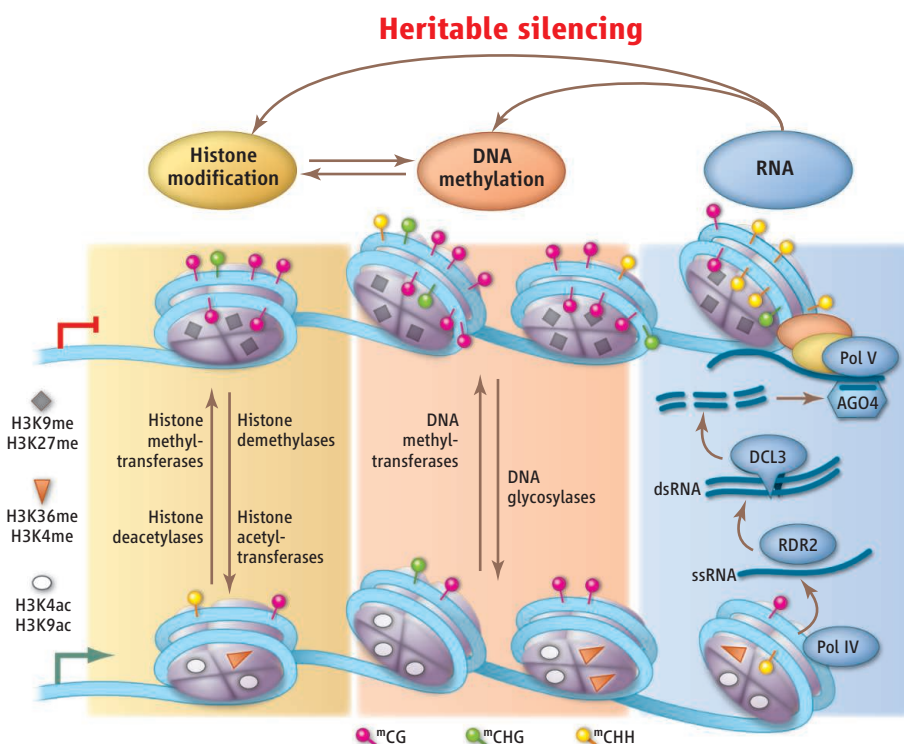 Heritable silencing
Histone
modification
DNA
methylation
RNA
Pol V
AGO4
H3K9me
H3K27me
Histone
methyl-
transferases
Histone
demethylases
DNA
methyl-
transferases
DCL3
dsRNA
DNA
glycosylases
H3K36me
H3K4me
Histone
deacetylases
Histone
acetyl-
transferases
RDR2
ssRNA
H3K4ac
H3K9ac
Pol IV
mCG
mCHG
mCHH